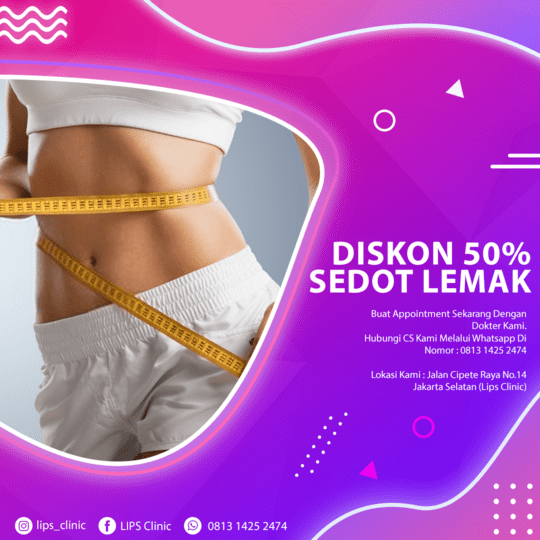 DISKON 50%
SEDOT LEMAK
Buat Appointment Sekarang Dengan
Dokter Kami.
Hubungi CS Kami Melalui Whatsapp Di
Nomor : 0813 1425 2474
Lokasi Kami : Jalan Cipete Raya No.14
Jakarta Selatan (Lips Clinic)
lips_clinic LIPS Clinic 0813 1425 2474